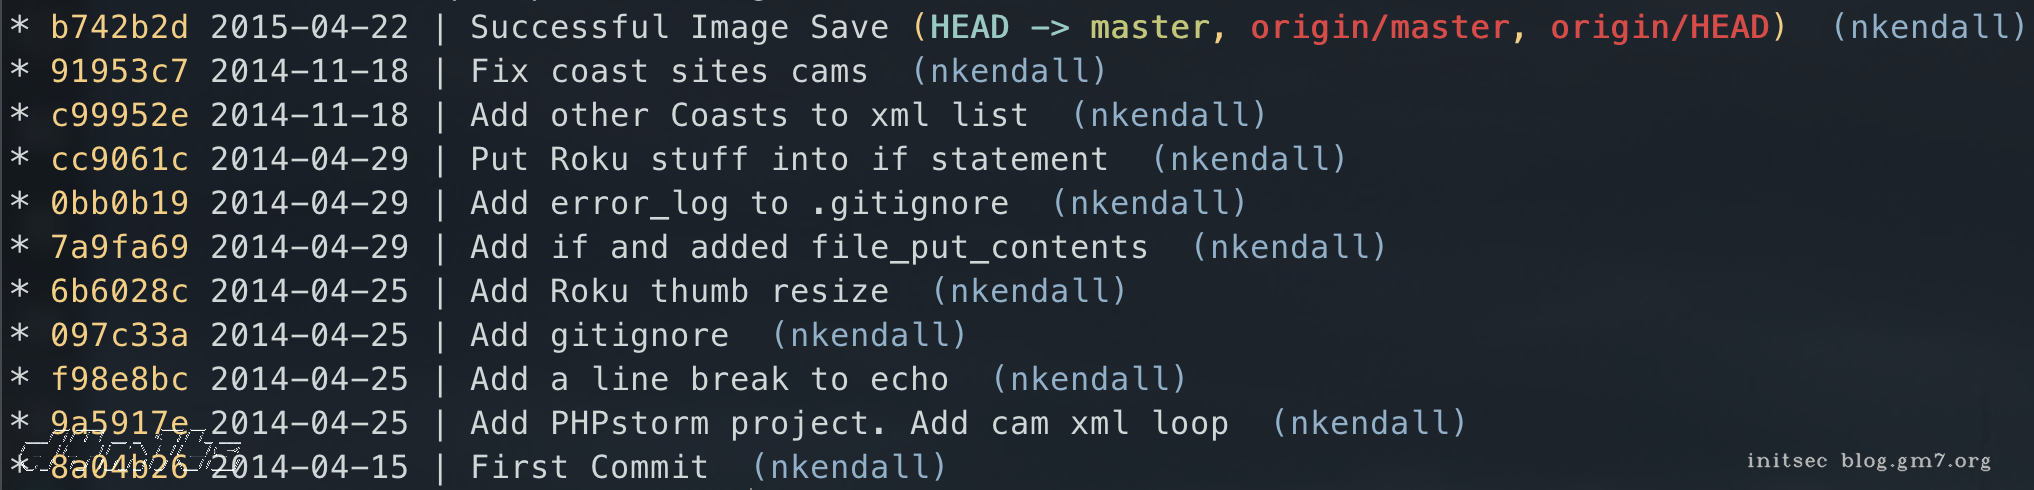 * b742b2d 2015-04-22 | Successful Image Save (HEAD -> master, origin/master, origin/HEAD) (nkendall)
* 91953c7 2014-11-18 | Fix coast sites cams (nkendall)
* c99952e 2014-11-18 | Add other Coasts to xml list (nkendall)
* cc9061c 2014-04-29 | Put Roku stuff into if statement (nkendall)
* 0bb0b19 2014-04-29 | Add error_log to .gitignore (nkendall)
* 7a9fa69 2014-04-29 | Add if and added file_put_contents (nkendall)
* 6b6028c 2014-04-25 | Add Roku thumb resize (nkendall)
* 097c33a 2014-04-25 | Add gitignore (nkendall)
* f98e8bc 2014-04-25 | Add a line break to echo (nkendall)
* 9a5917e 2014-04-25 | Add PHPstorm project. Add cam xml loop (nkendall)
* 8a04b26 2014-04-15 | First Commit (nkendall)
initsec blog.gm7.org